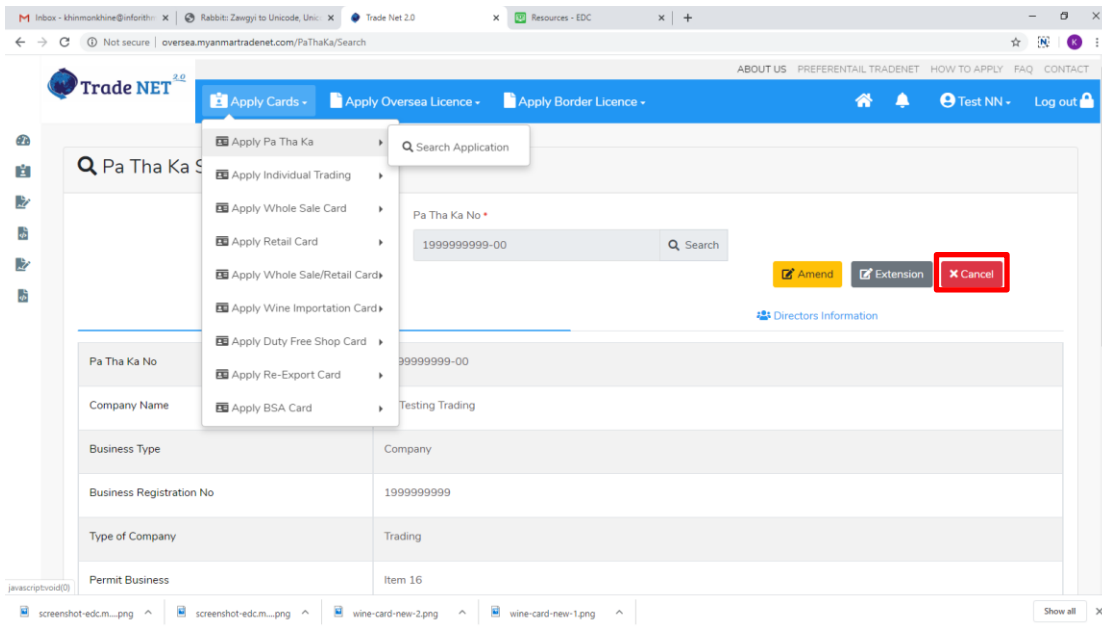 Inbox - khinmonkhine@inforithm
Rabbit: Zawgyi to Unicode, Unic
Trade Net 2.0
Resources - EDC
Not secure | oversea.myanmartradenet.com/PaThaKa/Search
K
ABOUT US PREFERENTAIL TRADENET HOW TO APPLY FAQ CONTACT
Trade NET 2.0
Apply Cards
Apply Oversea Licence
Apply Border Licence
Test NN
Log out
Apply Pa Tha Ka
Search Application
Pa Tha Ka S
Apply Individual Trading
Apply Whole Sale Card
Pa Tha Ka No *
Apply Retail Card
1999999999-00
Search
Apply Whole Sale/Retail Card
Amend
Extension
Cancel
Apply Wine Importation Card
Directors Information
Apply Duty Free Shop Card
Pa Tha Ka No
99999999-00
Apply Re-Export Card
Company Name
Testing Trading
Apply BSA Card
Business Type
Company
Business Registration No
1999999999
Type of Company
Trading
Permit Business
Item 16
javascript:void(0)
screenshot-edc.m....png
screenshot-edc.m....png
wine-card-new-2.png
wine-card-new-1.png
Show all